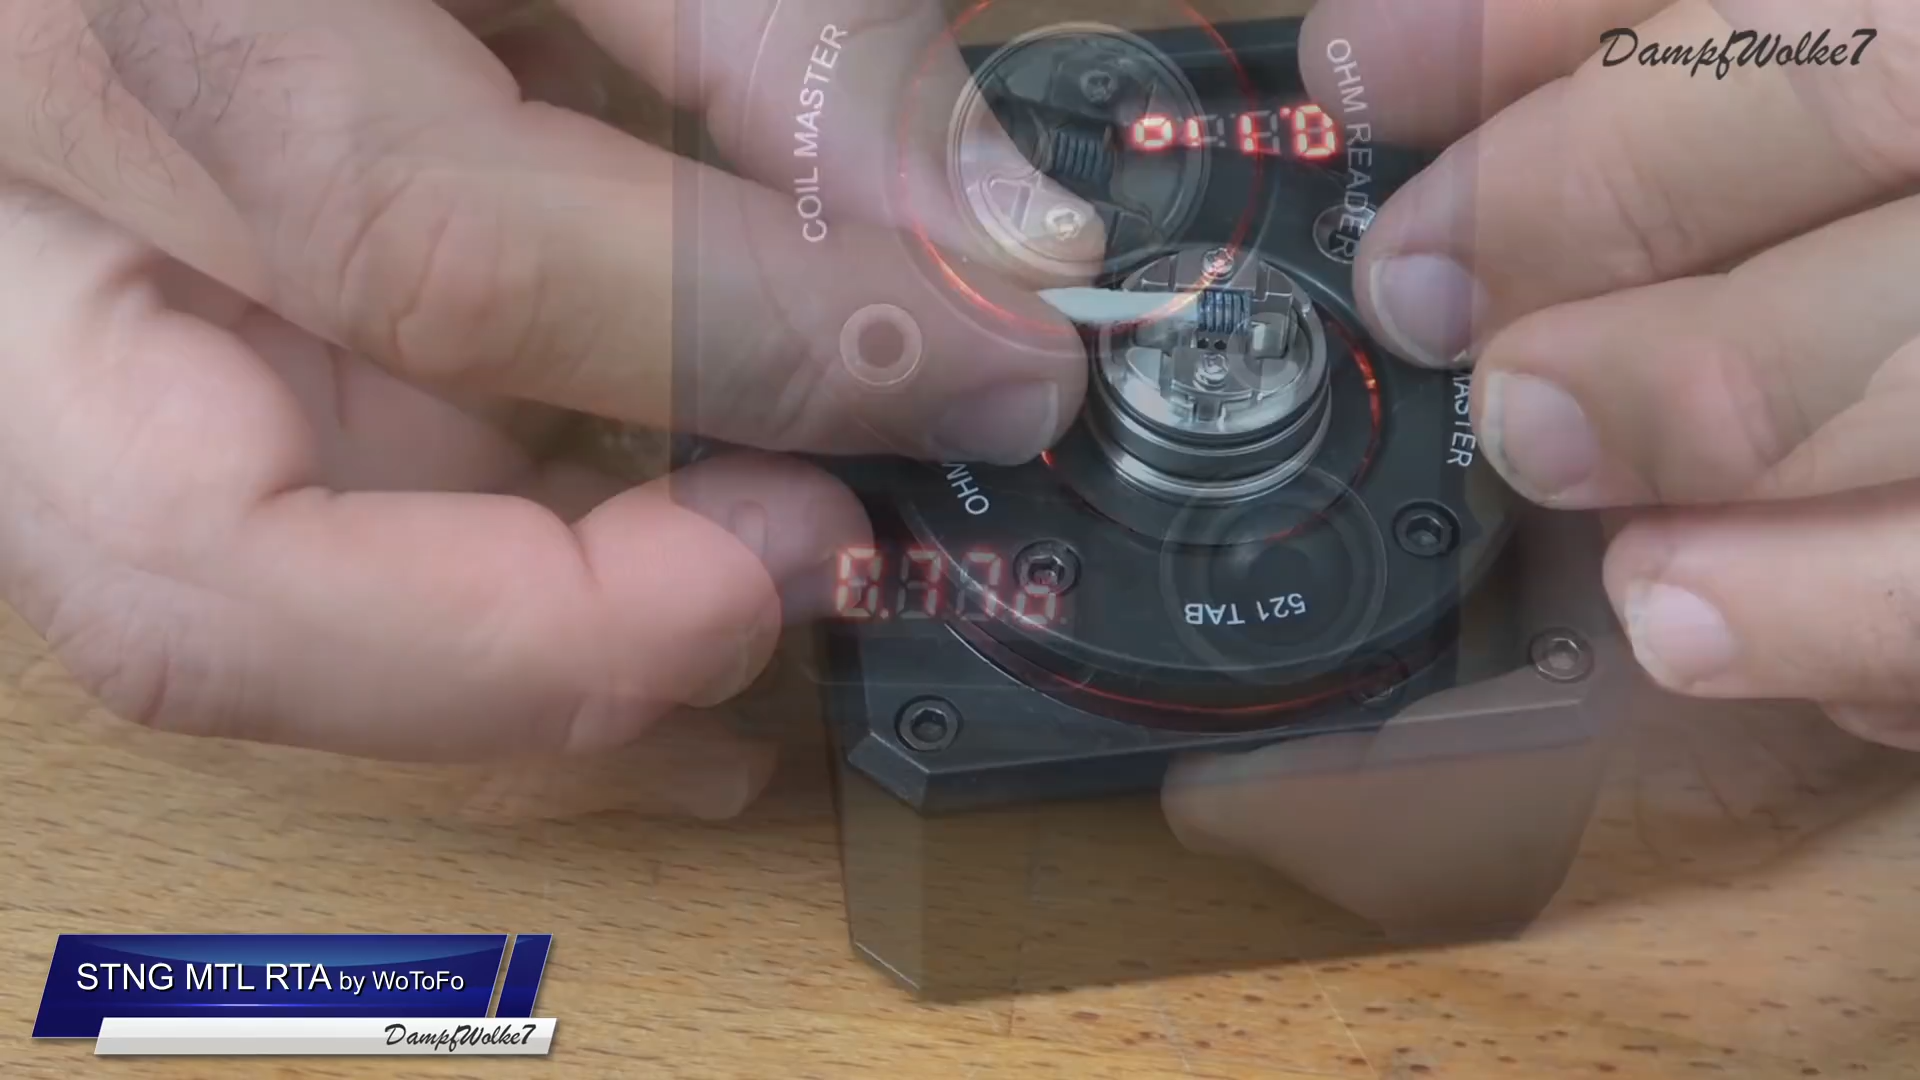 DampfWolke7
COIL MASTER
OHM READER
MASTER
OHM
521 TAB
STNG MTL RTA by WoToFo
DampfWolke7